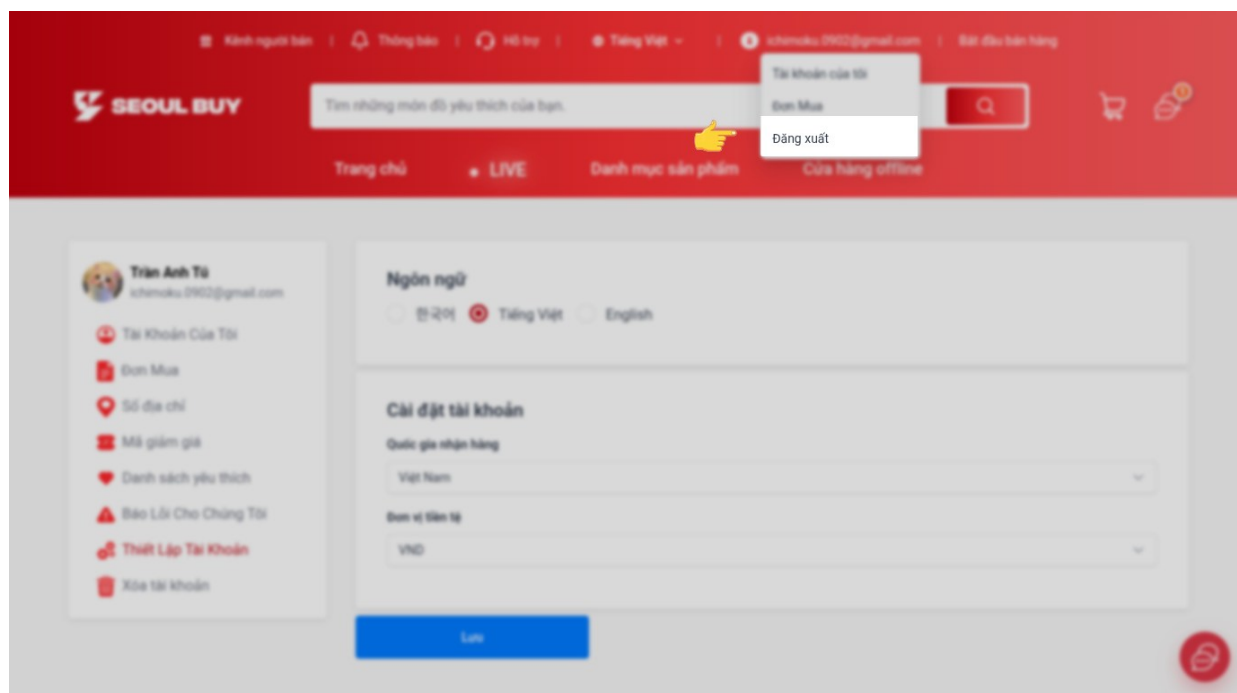 Kênh người bán | Thông báo | Hỗ trợ | Tiếng Việt | ichimoku.0902@gmail.com | Bắt đầu bán hàng
Tài khoản của tôi
SEOUL BUY
Tìm những món đồ yêu thích của bạn.
Đơn Mua
Đăng xuất
Trang chủ
LIVE
Danh mục sản phẩm
Cửa hàng offline
Trần Anh Tú
ichimoku.0902@gmail.com
Tài Khoản Của Tôi
Đơn Mua
Sổ địa chỉ
Mã giảm giá
Danh sách yêu thích
Báo Lỗi Cho Chúng Tôi
Thiết Lập Tài Khoản
Xóa tài khoản
Ngôn ngữ
한국어 Tiếng Việt English
Cài đặt tài khoản
Quốc gia nhận hàng
Việt Nam
Đơn vị tiền tệ
VND
Lưu